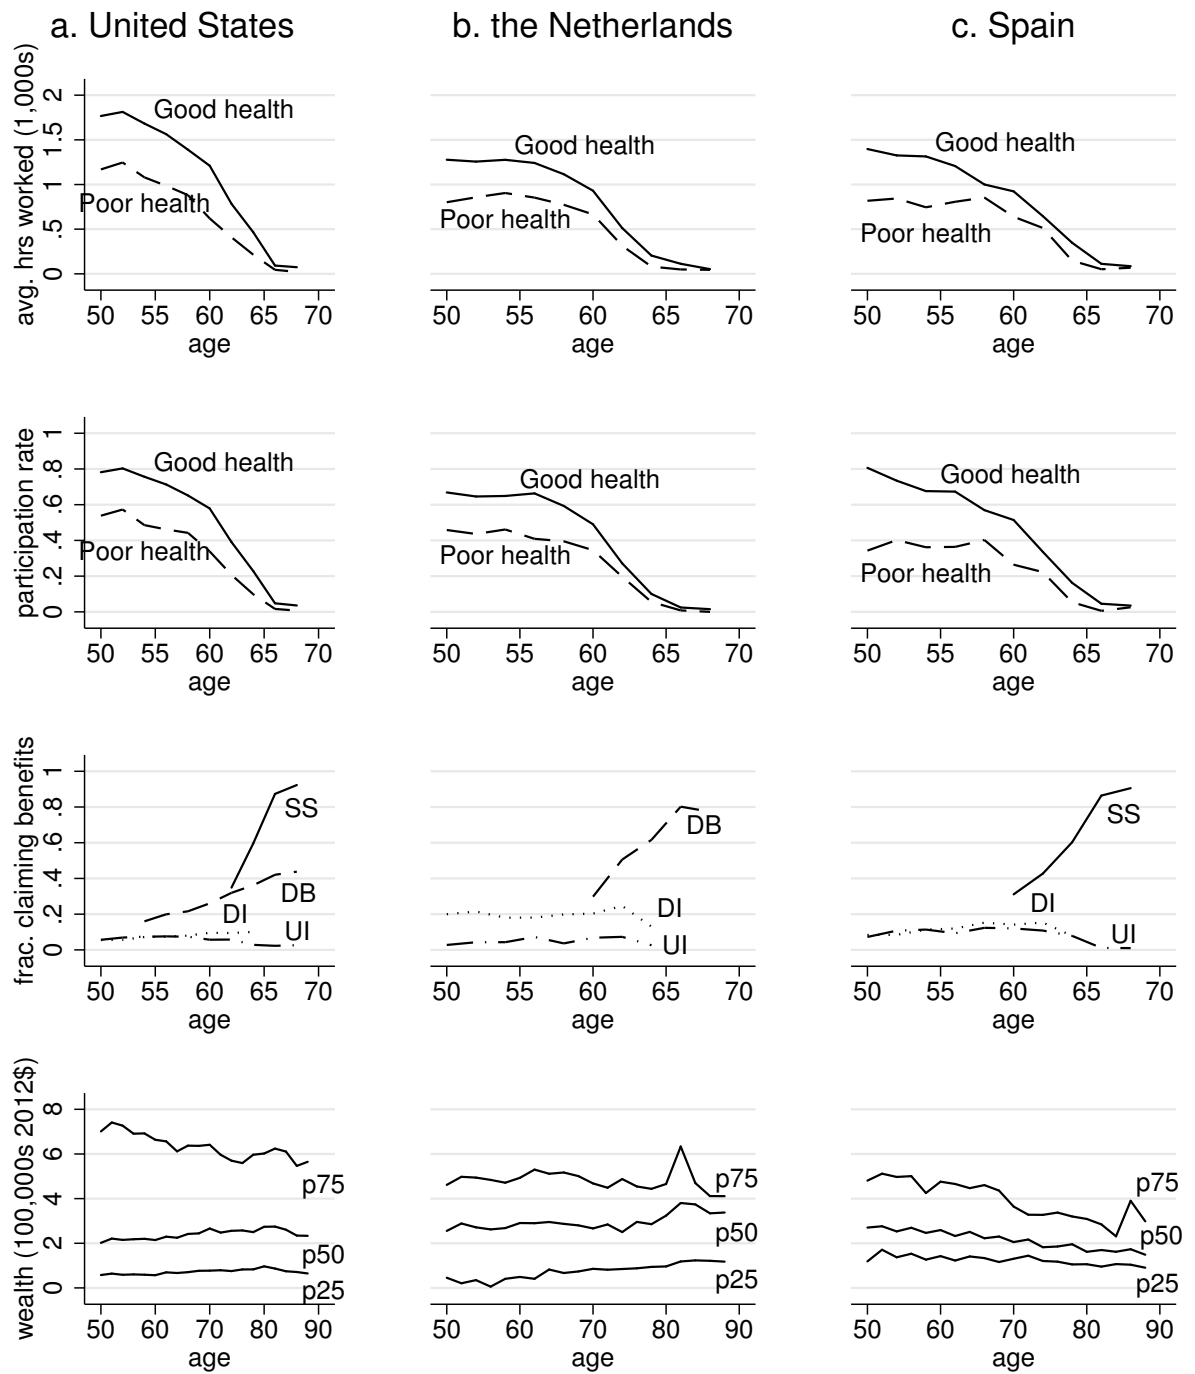 a. United States
b. the Netherlands
c. Spain
avg. hrs worked (1,000s)
0 .5 1 1.5 2
Good health
Poor health
50 55 60 65 70
age
Good health
Poor health
50 55 60 65 70
age
Good health
Poor health
50 55 60 65 70
age
participation rate
0 .2 .4 .6 .8 1
Good health
Poor health
50 55 60 65 70
age
Good health
Poor health
50 55 60 65 70
age
Good health
Poor health
50 55 60 65 70
age
frac. claiming benefits
0 .2 .4 .6 .8 1
SS
DB
DI
UI
50 55 60 65 70
age
DB
DI
UI
50 55 60 65 70
age
SS
DI
UI
50 55 60 65 70
age
wealth (100,000s 2012$)
0 2 4 6 8
p75
p50
p25
50 60 70 80 90
age
p75
p50
p25
50 60 70 80 90
age
p75
p50
p25
50 60 70 80 90
age